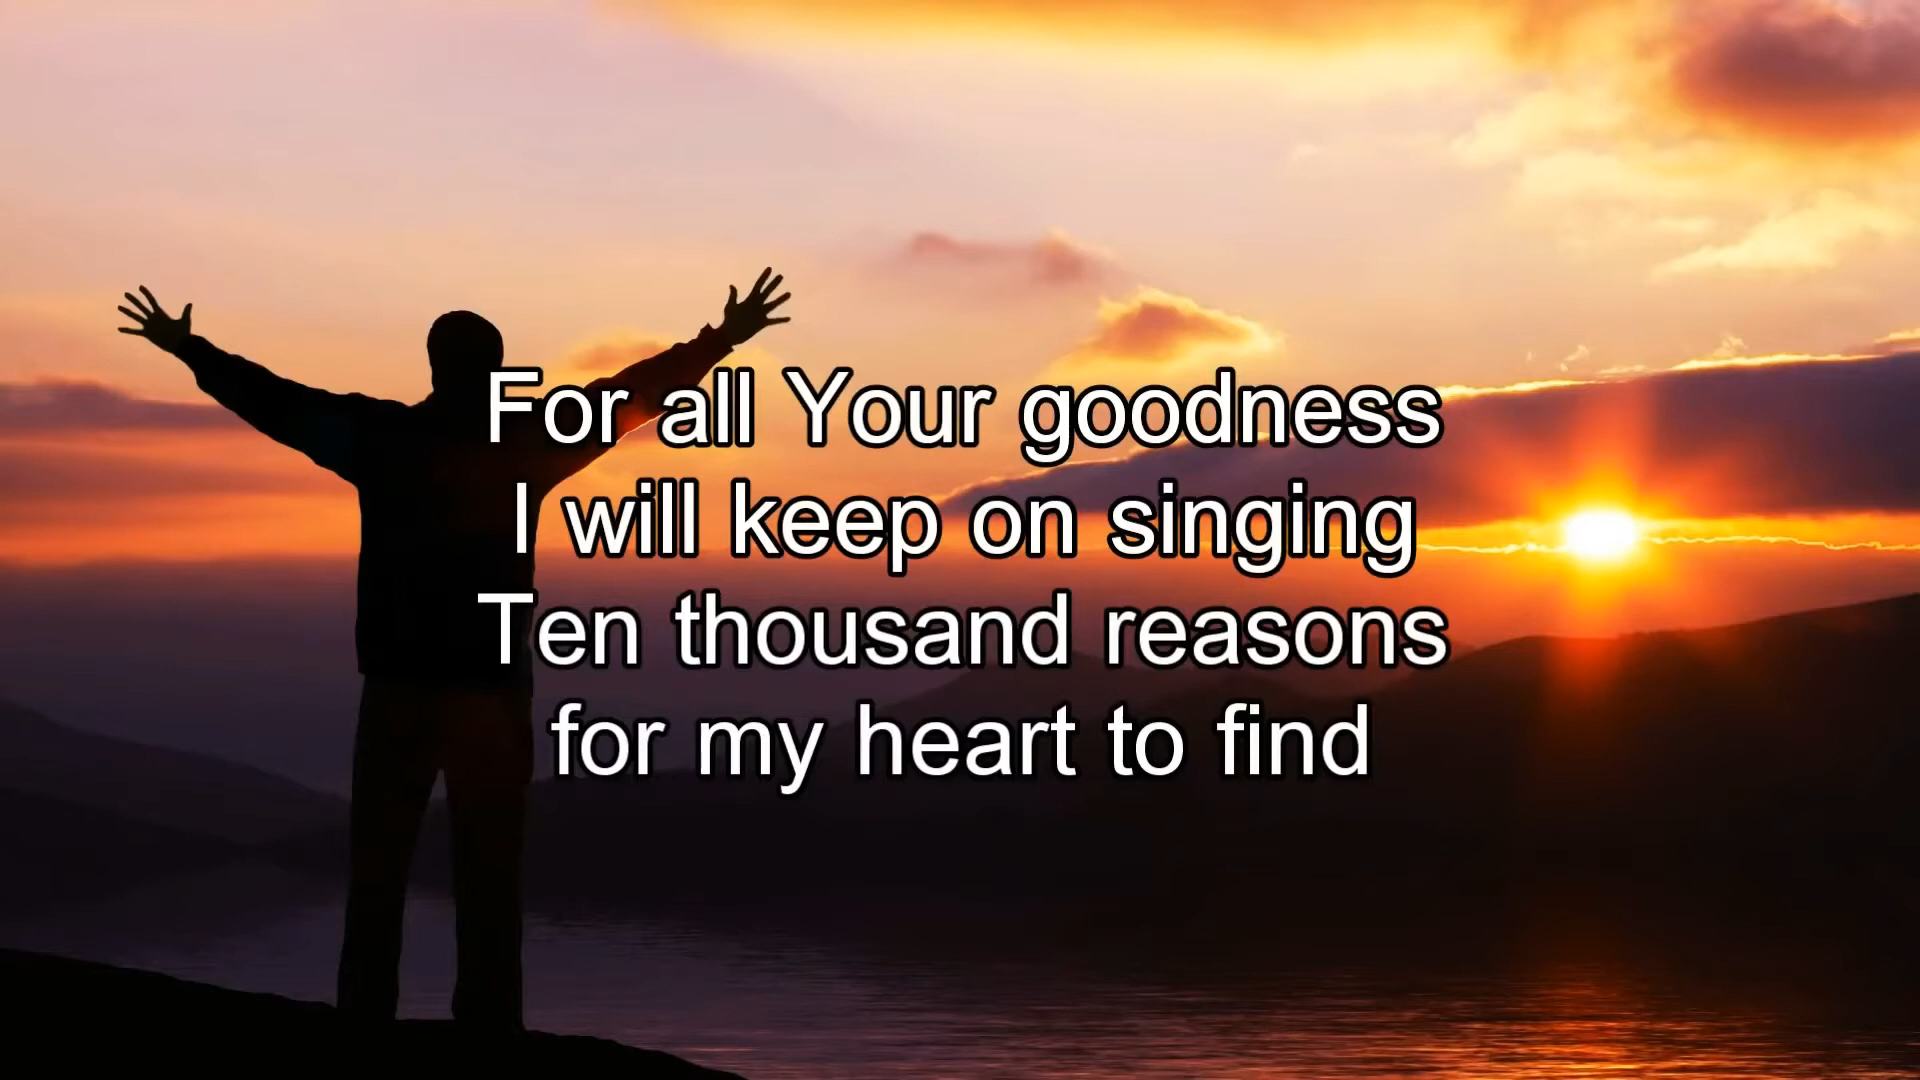 For all Your goodness
I will keep on singing
Ten thousand reasons
for my heart to find